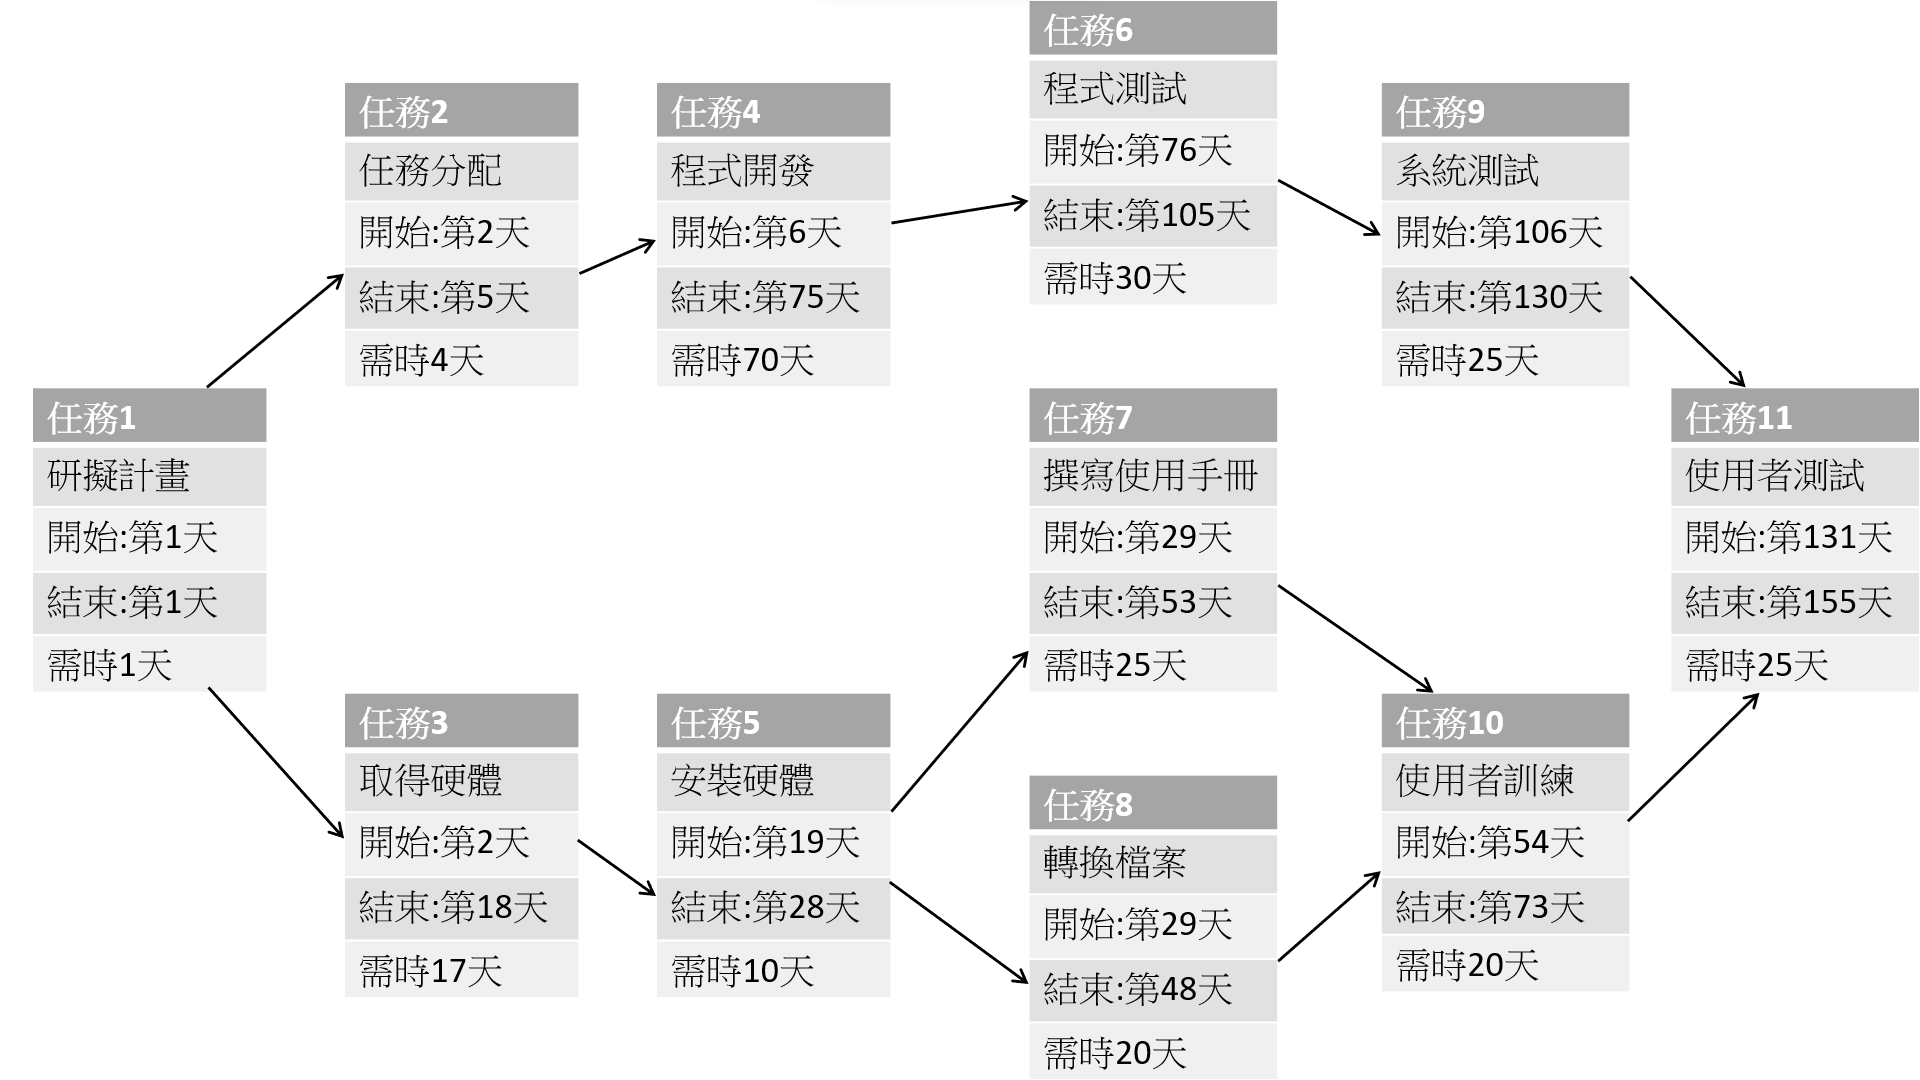 任務1
研擬計畫
開始:第1天
結束:第1天
需時1天
任務2
任務分配
開始:第2天
結束:第5天
需時4天
任務3
取得硬體
開始:第2天
結束:第18天
需時17天
任務4
程式開發
開始:第6天
結束:第75天
需時70天
任務5
安裝硬體
開始:第19天
結束:第28天
需時10天
任務6
程式測試
開始:第76天
結束:第105天
需時30天
任務7
撰寫使用手冊
開始:第29天
結束:第53天
需時25天
任務8
轉換檔案
開始:第29天
結束:第48天
需時20天
任務9
系統測試
開始:第106天
結束:第130天
需時25天
任務10
使用者訓練
開始:第54天
結束:第73天
需時20天
任務11
使用者測試
開始:第131天
結束:第155天
需時25天